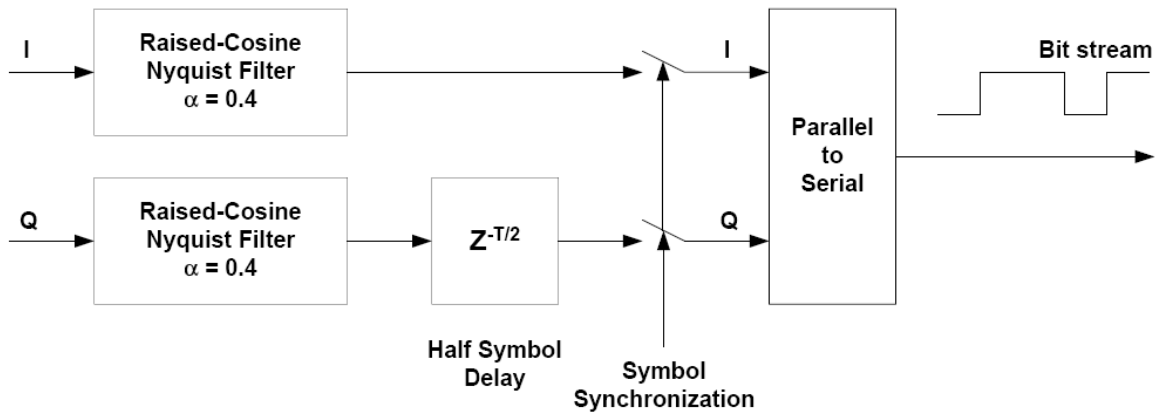 I
Raised-Cosine
Nyquist Filter
α = 0.4
I
Bit stream
Parallel
to
Serial
Q
Raised-Cosine
Nyquist Filter
α = 0.4
Z-T/2
Q
Half Symbol
Delay
Symbol
Synchronization